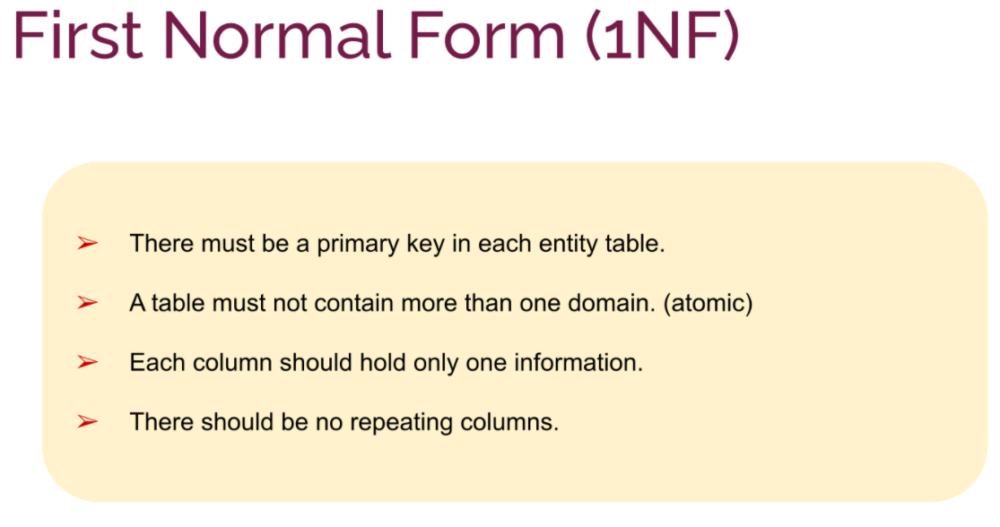 First Normal Form (1NF)
➢ There must be a primary key in each entity table.
➢ A table must not contain more than one domain. (atomic)
➢ Each column should hold only one information.
➢ There should be no repeating columns.